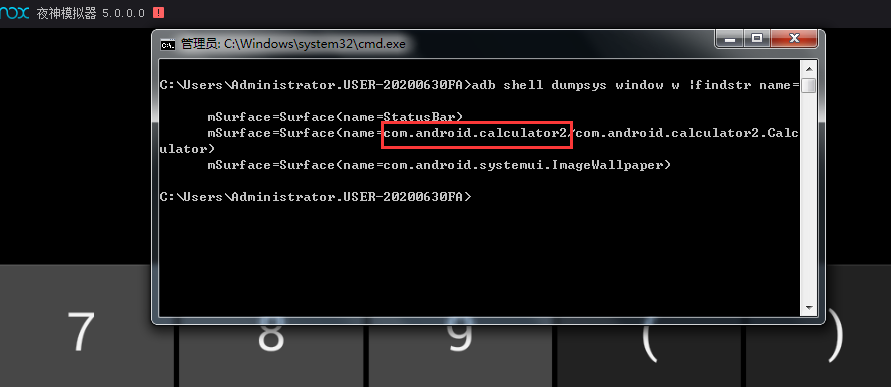 nox 夜神模拟器 5.0.0.0 !
管理员: C:\Windows\system32\cmd.exe
C:\Users\Administrator.USER-20200630FA>adb shell dumpsys window w |findstr name=
mSurface=Surface(name=StatusBar)
mSurface=Surface(name=com.android.calculator2/com.android.calculator2.Calc
ulator)
mSurface=Surface(name=com.android.systemui.ImageWallpaper)
C:\Users\Administrator.USER-20200630FA>
7 8 9 ( )